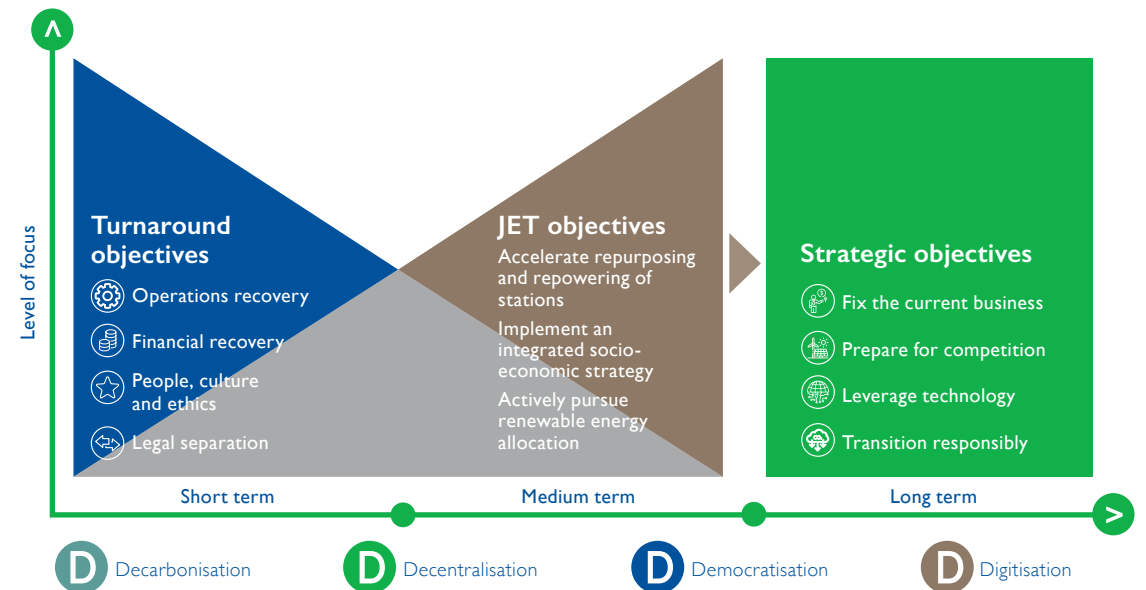 Level of focus
Turnaround
objectives
Operations recovery
Financial recovery
People, culture
and ethics
Legal separation
JET objectives
Accelerate repurposing
and repowering of
stations
Implement an
integrated socio-
economic strategy
Actively pursue
renewable energy
allocation
Strategic objectives
Fix the current business
Prepare for competition
Leverage technology
Transition responsibly
Short term
Medium term
Long term
D Decarbonisation
D Decentralisation
D Democratisation
D Digitisation